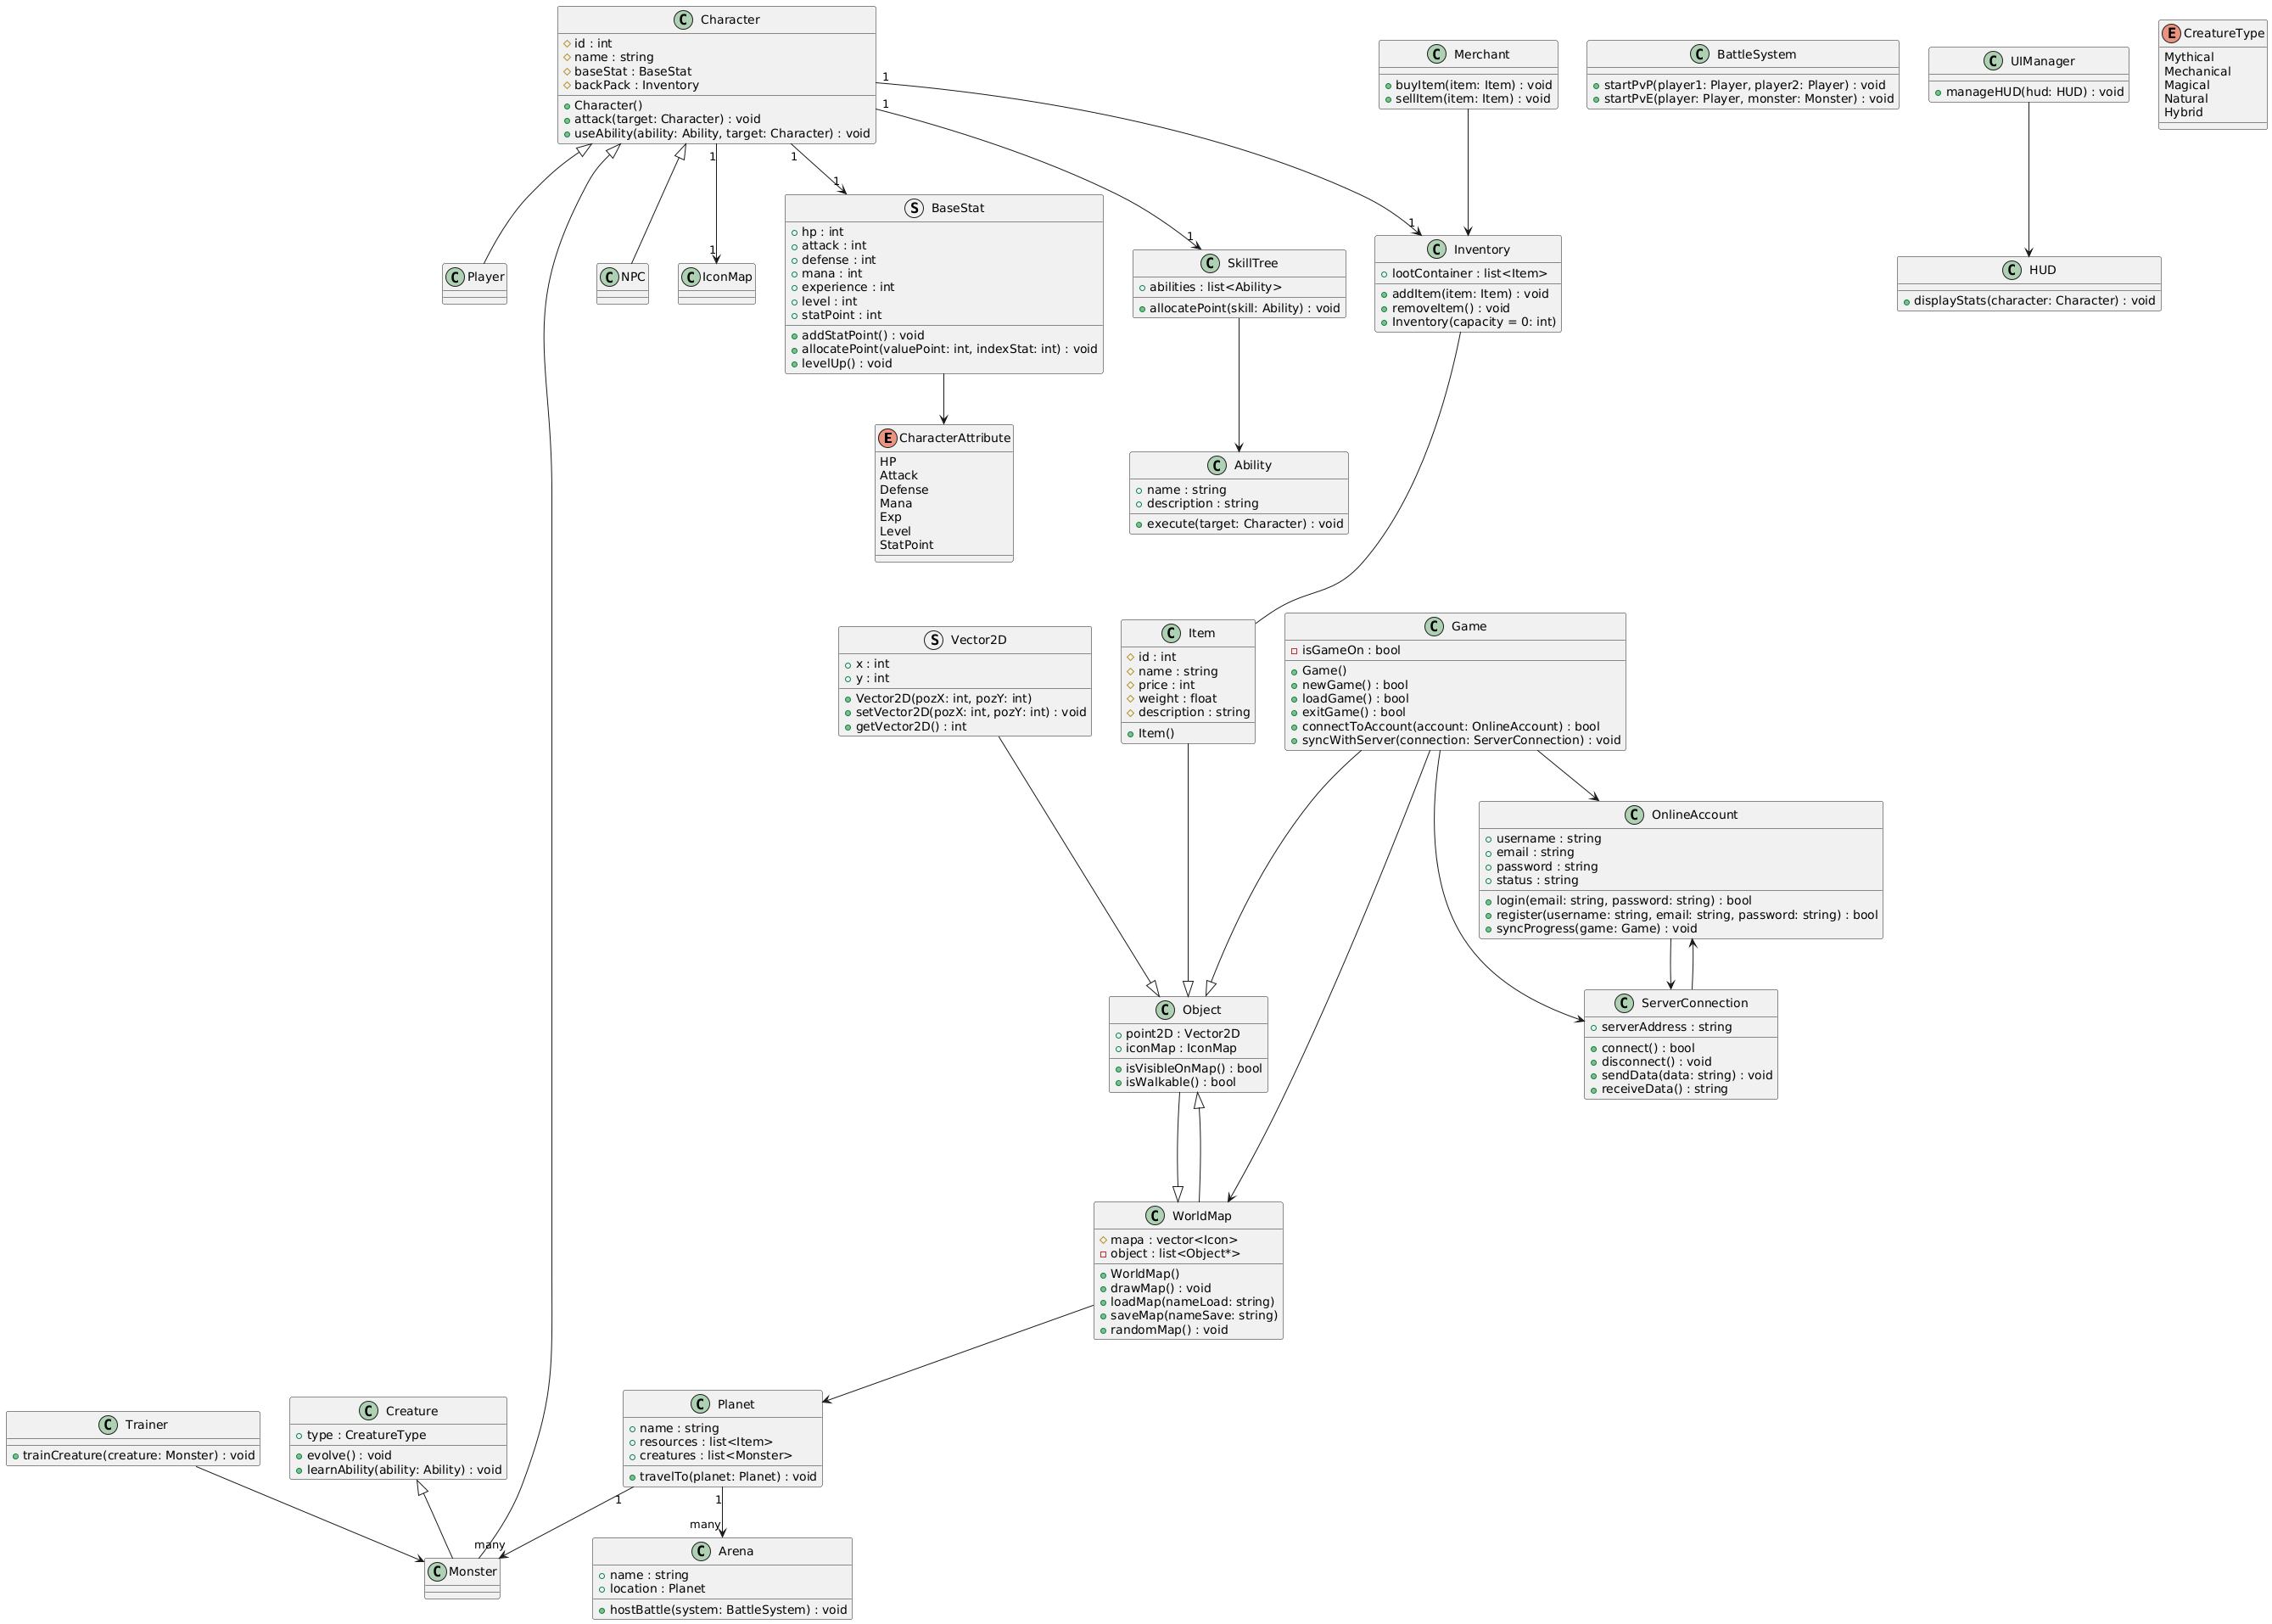 C Character
id : int
name : string
baseStat : BaseStat
backPack : Inventory
Character()
attack(target: Character) : void
useAbility(ability: Ability, target: Character) : void
1
1
1
1
C Merchant
buyItem(item: Item) : void
sellItem(item: Item) : void
C BattleSystem
startPvP(player1: Player, player2: Player) : void
startPvE(player: Player, monster: Monster) : void
C UIManager
manageHUD(hud: HUD) : void
E CreatureType
Mythical
Mechanical
Magical
Natural
Hybrid
C Player
C NPC
1
C IconMap
1
S BaseStat
hp : int
attack : int
defense : int
mana : int
experience : int
level : int
statPoint : int
addStatPoint() : void
allocatePoint(valuePoint: int, indexStat: int) : void
levelUp() : void
1
C SkillTree
abilities : list<Ability>
allocatePoint(skill: Ability) : void
1
C Inventory
lootContainer : list<Item>
addItem(item: Item) : void
removeItem() : void
Inventory(capacity = 0: int)
C HUD
displayStats(character: Character) : void
E CharacterAttribute
HP
Attack
Defense
Mana
Exp
Level
StatPoint
C Ability
name : string
description : string
execute(target: Character) : void
S Vector2D
x : int
y : int
Vector2D(pozX: int, pozY: int)
setVector2D(pozX: int, pozY: int) : void
getVector2D() : int
C Item
id : int
name : string
price : int
weight : float
description : string
Item()
C Game
isGameOn : bool
Game()
newGame() : bool
loadGame() : bool
exitGame() : bool
connectToAccount(account: OnlineAccount) : bool
syncWithServer(connection: ServerConnection) : void
C OnlineAccount
username : string
email : string
password : string
status : string
login(email: string, password: string) : bool
register(username: string, email: string, password: string) : bool
syncProgress(game: Game) : void
C Object
point2D : Vector2D
iconMap : IconMap
isVisibleOnMap() : bool
isWalkable() : bool
C ServerConnection
serverAddress : string
connect() : bool
disconnect() : void
sendData(data: string) : void
receiveData() : string
C WorldMap
mapa : vector<Icon>
object : list<Object*>
WorldMap()
drawMap() : void
loadMap(nameLoad: string)
saveMap(nameSave: string)
randomMap() : void
C Trainer
trainCreature(creature: Monster) : void
C Creature
type : CreatureType
evolve() : void
learnAbility(ability: Ability) : void
C Planet
name : string
resources : list<Item>
creatures : list<Monster>
travelTo(planet: Planet) : void
1
1
many
many
C Monster
C Arena
name : string
location : Planet
hostBattle(system: BattleSystem) : void